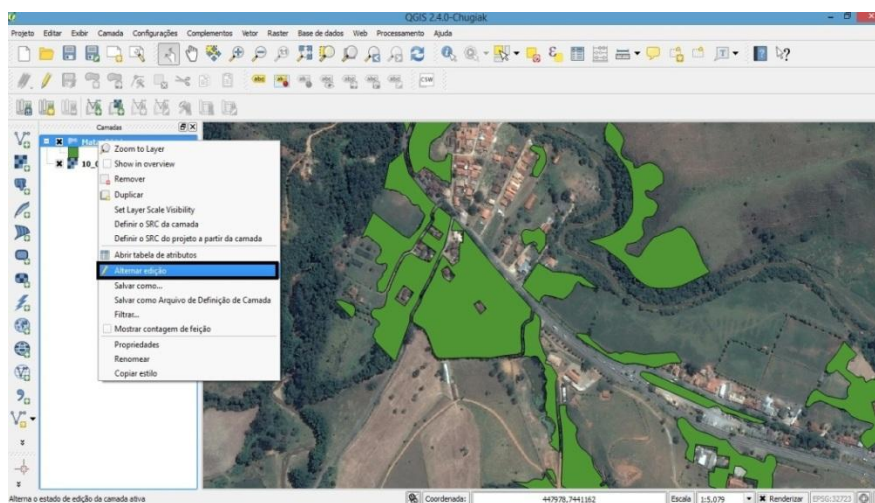 QGIS 2.4.0-Chugiak
Projeto Editar Exibir Camada Configurações Complementos Vetor Raster Base de dados Web Processamento Ajuda
CSW
Camadas
Zoom to Layer
Show in overview
Remover
Duplicar
Set Layer Scale Visibility
Definir o SRC da camada
Definir o SRC do projeto a partir da camada
Abrir tabela de atributos
Alternar edição
Salvar como...
Salvar como Arquivo de Definição de Camada
Filtrar...
Mostrar contagem de feição
Propriedades
Renomear
Copiar estilo
Alterna o estado de edição da camada ativa
Coordenada: 447978,7441162 Escala 1:5.079 Renderizar EPSG:32723